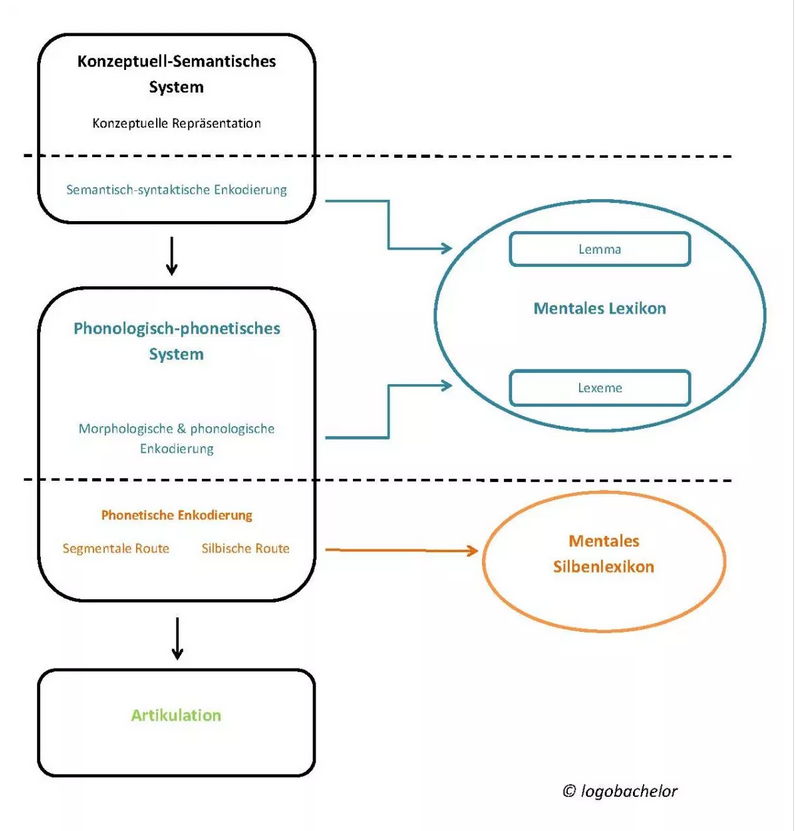 Konzeptuell-Semantisches
System
Konzeptuelle Repräsentation
Semantisch-syntaktische Enkodierung
Lemma
Mentales Lexikon
Lexeme
Phonologisch-phonetisches
System
Morphologische & phonologische
Enkodierung
Phonetische Enkodierung
Segmentale Route Silbische Route
Mentales
Silbenlexikon
Artikulation
© logobachelor